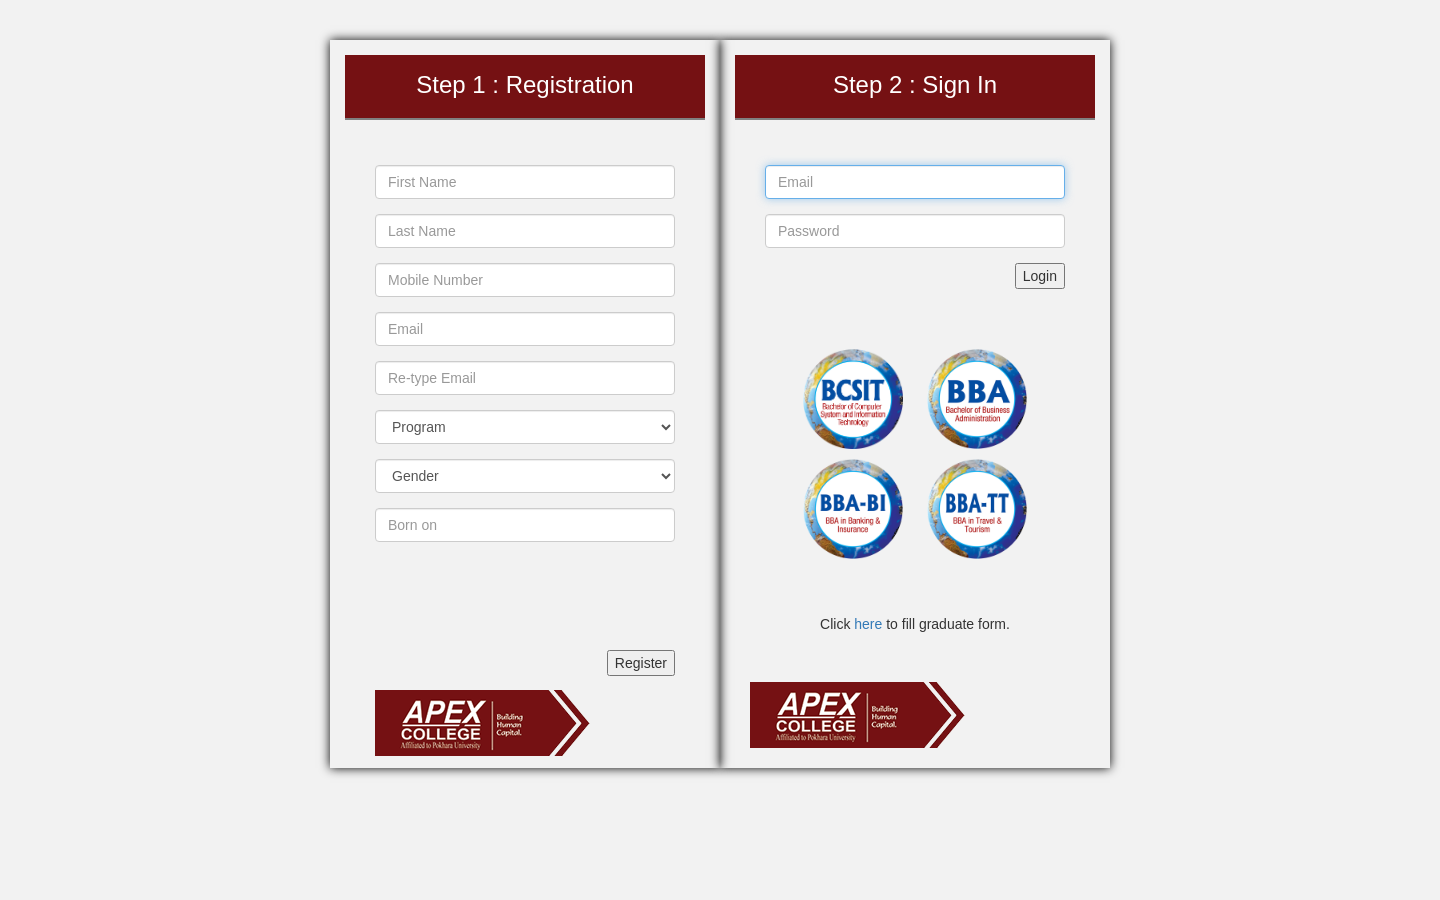 Step 1 : Registration
First Name
Last Name
Mobile Number
Email
Re-type Email
Program
Gender
Born on
Register
APEX
COLLEGE
Affiliated to Pokhara University
Building
Human
Capital.
Step 2 : Sign In
Email
Password
Login
BCSIT
Bachelor of Computer
System and Information
Technology
BBA
Bachelor of Business
Administration
BBA-BI
BBA in Banking &
Insurance
BBA-TT
BBA in Travel &
Tourism
Click here to fill graduate form.
APEX
COLLEGE
Affiliated to Pokhara University
Building
Human
Capital.